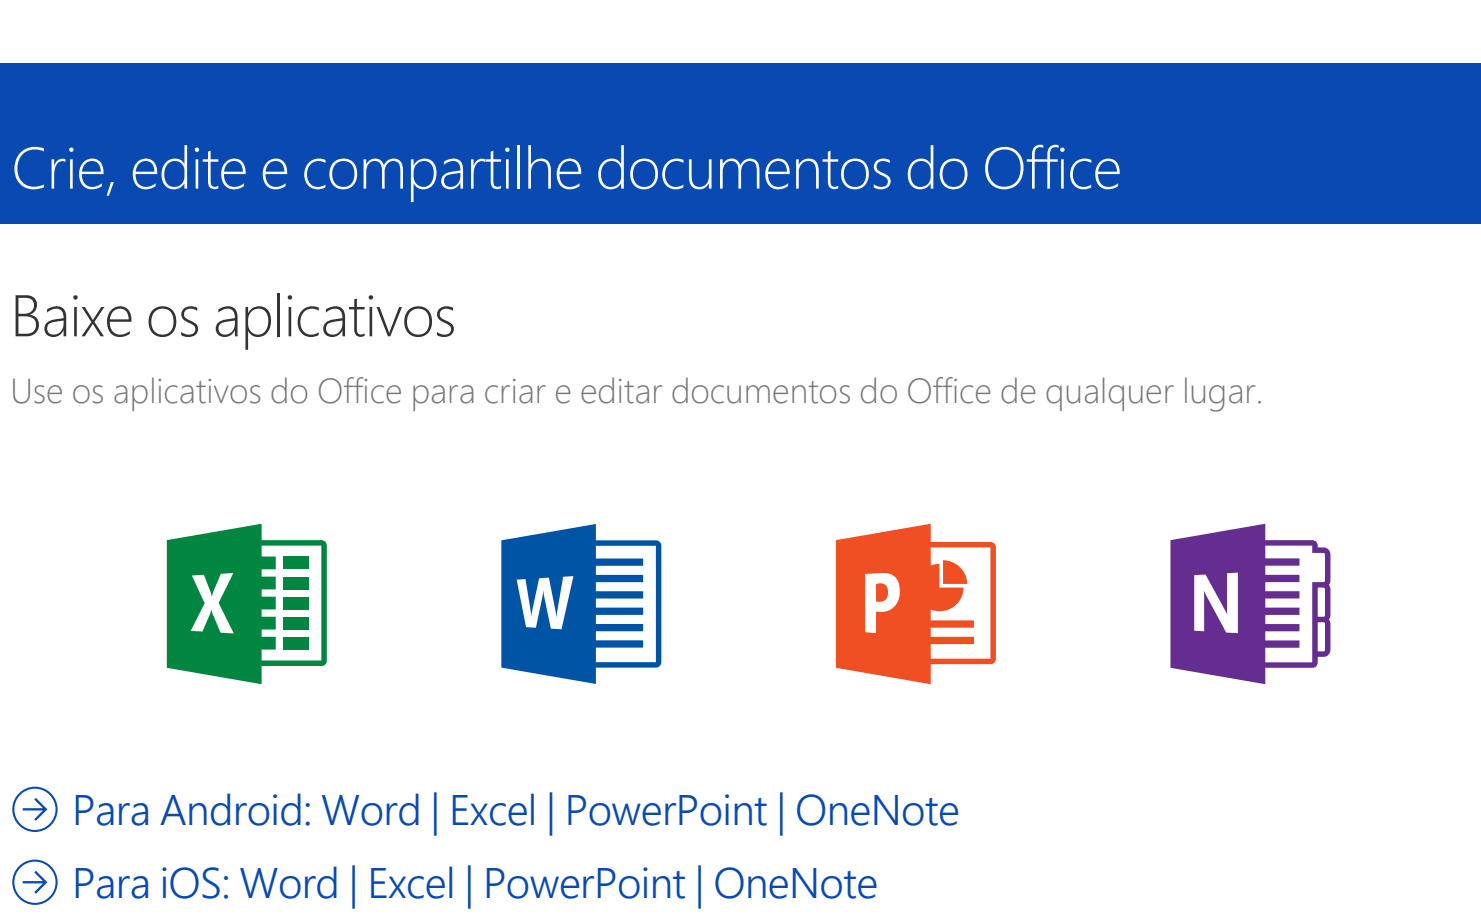 Crie, edite e compartilhe documentos do Office
Baixe os aplicativos
Use os aplicativos do Office para criar e editar documentos do Office de qualquer lugar.
X W P N
Para Android: Word | Excel | PowerPoint | OneNote
Para iOS: Word | Excel | PowerPoint | OneNote